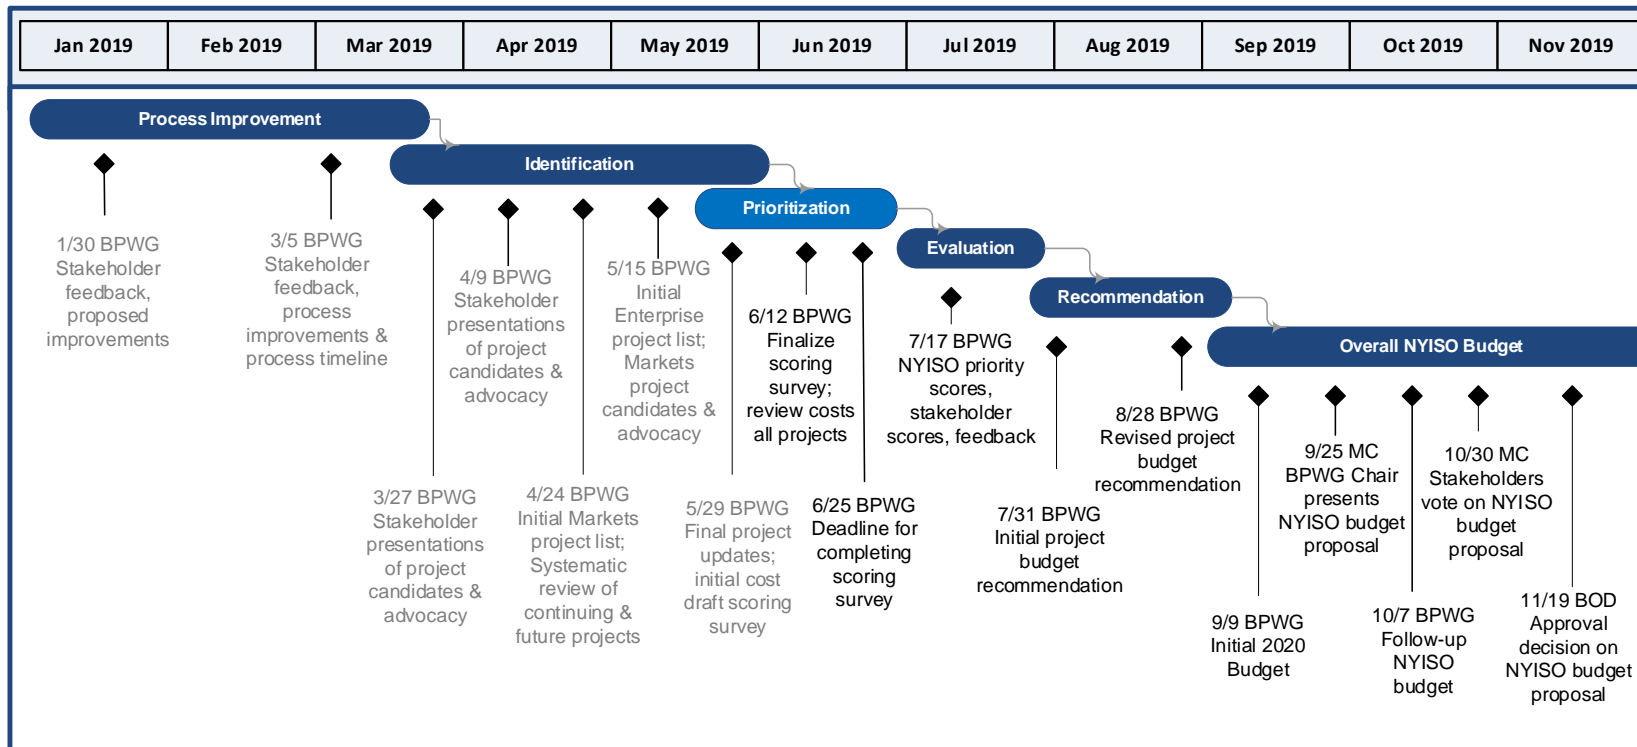 Jan 2019
Feb 2019
Mar 2019
Apr 2019
May 2019
Jun 2019
Jul 2019
Aug 2019
Sep 2019
Oct 2019
Nov 2019
Process Improvement
Identification
Prioritization
Evaluation
Recommendation
Overall NYISO Budget
1/30 BPWG
Stakeholder
feedback,
proposed
improvements
3/5 BPWG
Stakeholder
feedback,
process
improvements &
process timeline
3/27 BPWG
Stakeholder
presentations
of project
candidates &
advocacy
4/9 BPWG
Stakeholder
presentations
of project
candidates &
advocacy
4/24 BPWG
Initial Markets
project list;
Systematic
review of
continuing &
future projects
5/15 BPWG
Initial
Enterprise
project list;
Markets
project
candidates &
advocacy
5/29 BPWG
Final project
updates;
initial cost
draft scoring
survey
6/12 BPWG
Finalize
scoring
survey;
review costs
all projects
6/25 BPWG
Deadline for
completing
scoring
survey
7/17 BPWG
NYISO priority
scores,
stakeholder
scores, feedback
7/31 BPWG
Initial project
budget
recommendation
8/28 BPWG
Revised project
budget
recommendation
9/9 BPWG
Initial 2020
Budget
9/25 MC
BPWG Chair
presents
NYISO budget
proposal
10/7 BPWG
Follow-up
NYISO
budget
10/30 MC
Stakeholders
vote on NYISO
budget
proposal
11/19 BOD
Approval
decision on
NYISO budget
proposal